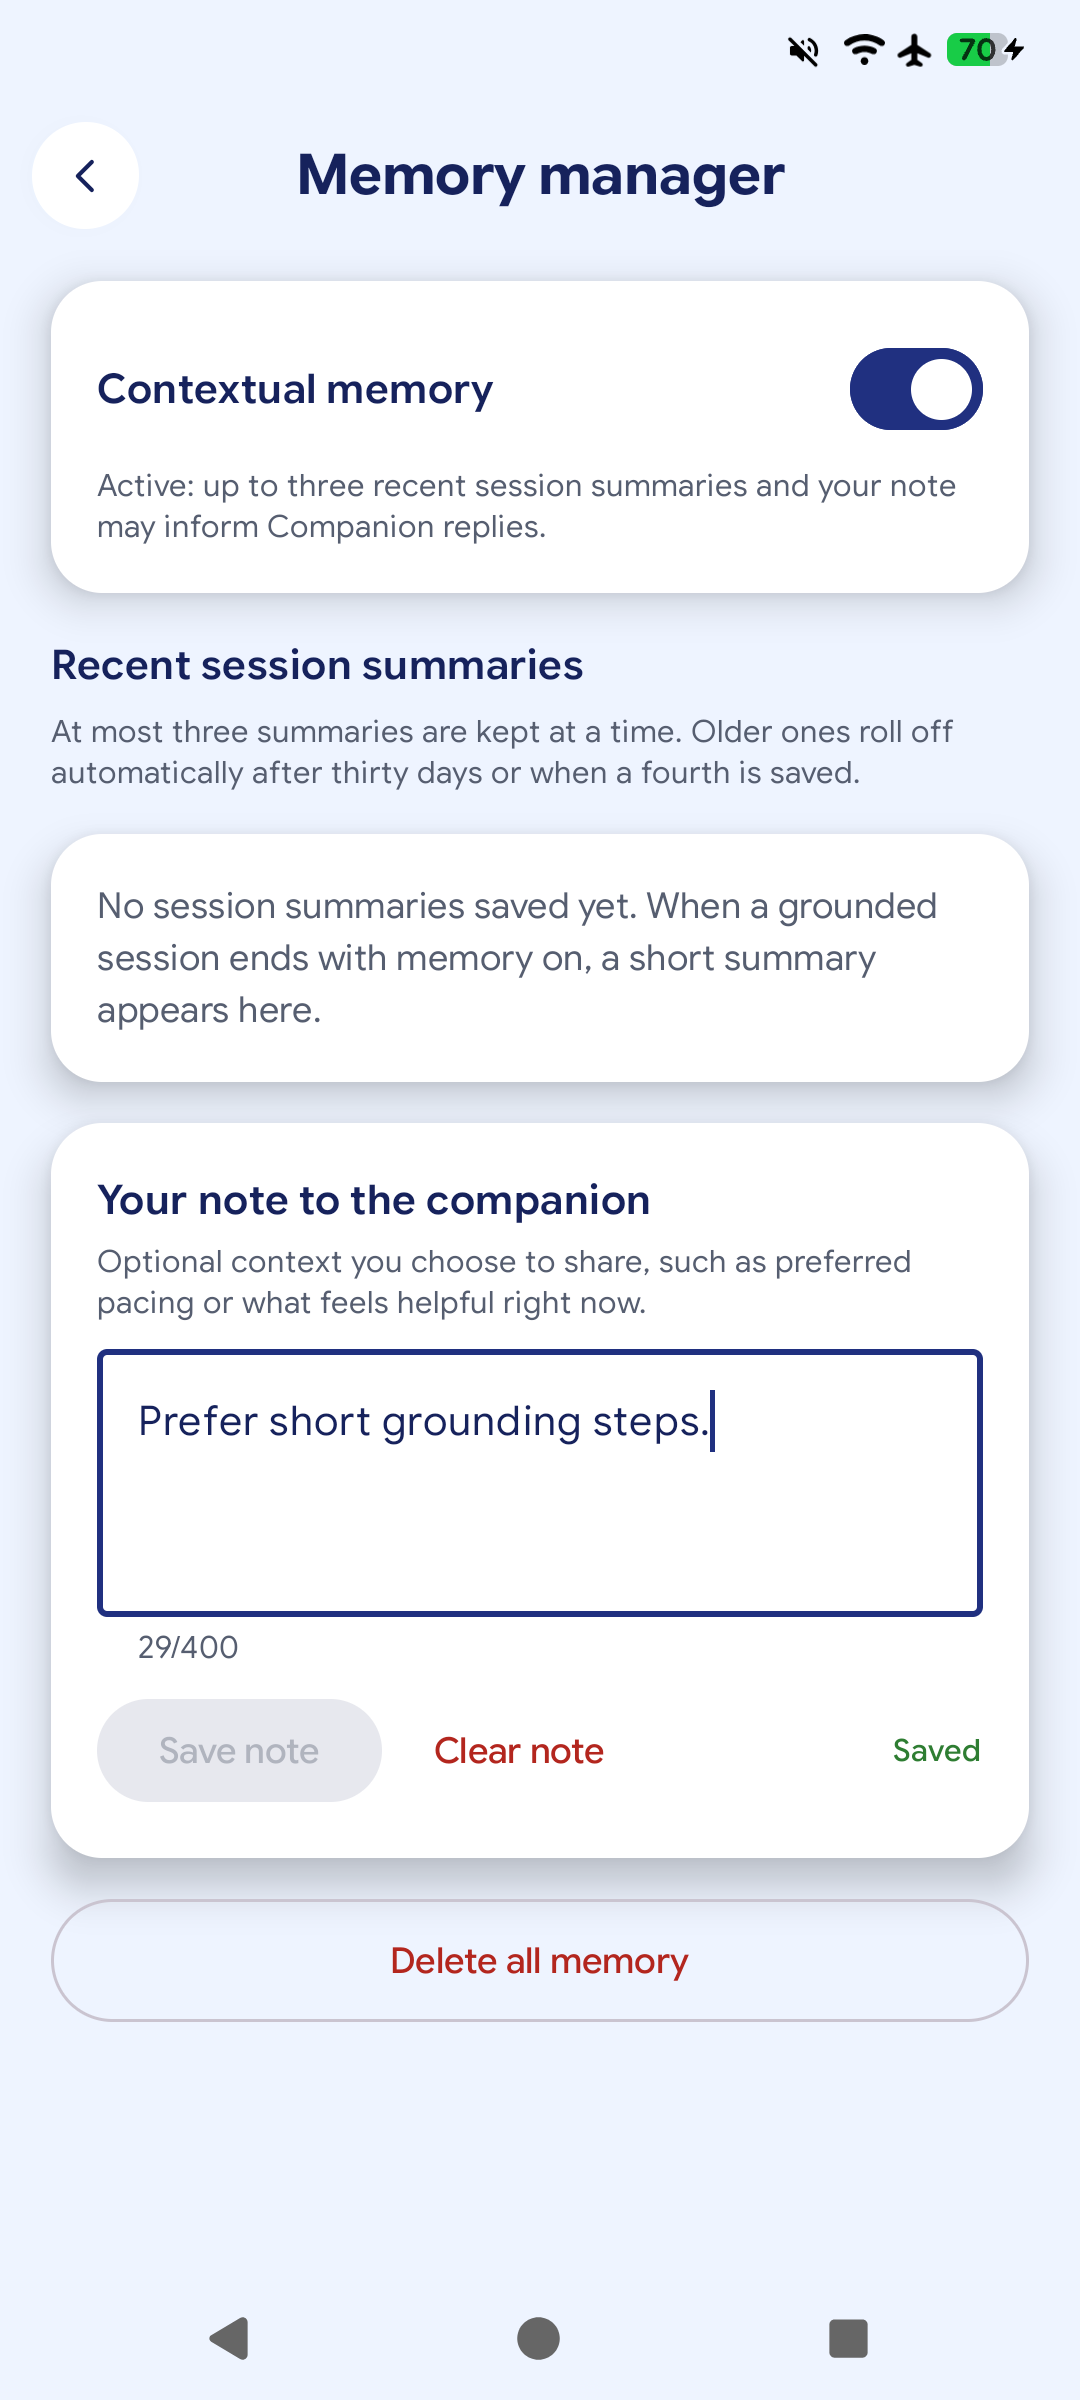 70
Memory manager
Contextual memory
Active: up to three recent session summaries and your note
may inform Companion replies.
Recent session summaries
At most three summaries are kept at a time. Older ones roll off
automatically after thirty days or when a fourth is saved.
No session summaries saved yet. When a grounded
session ends with memory on, a short summary
appears here.
Your note to the companion
Optional context you choose to share, such as preferred
pacing or what feels helpful right now.
Prefer short grounding steps.
29/400
Save note Clear note Saved
Delete all memory